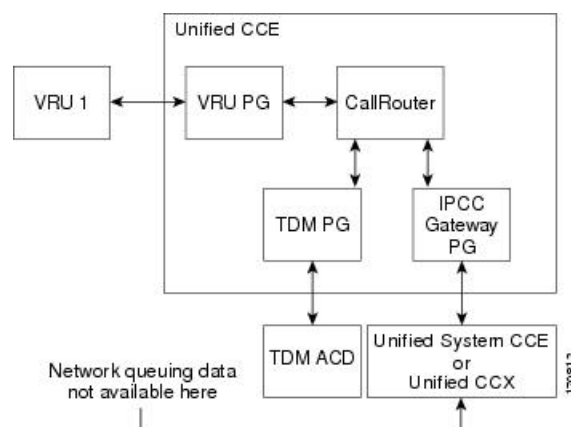 Unified CCE
VRU 1
VRU PG
CallRouter
TDM PG
IPCC
Gateway
PG
TDM ACD
Unified System CCE
or
Unified CCX
Network queuing data
not available here